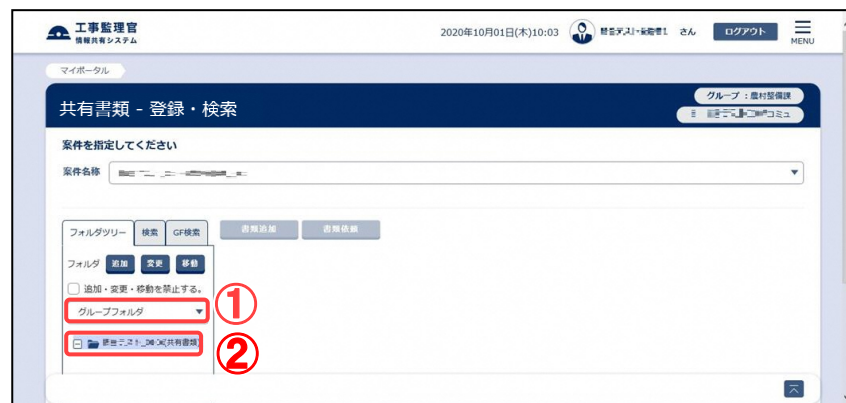 工事監理官
情報共有システム
2020年10月01日(木)10:03
さん
ログアウト
MENU
マイポータル
共有書類 - 登録・検索
グループ：農村整備課
案件を指定してください
案件名称
フォルダツリー 検索 GF検索 書類追加 書類依頼
フォルダ 追加 変更 移動
追加・変更・移動を禁止する。
グループフォルダ ①
(共有書類) ②